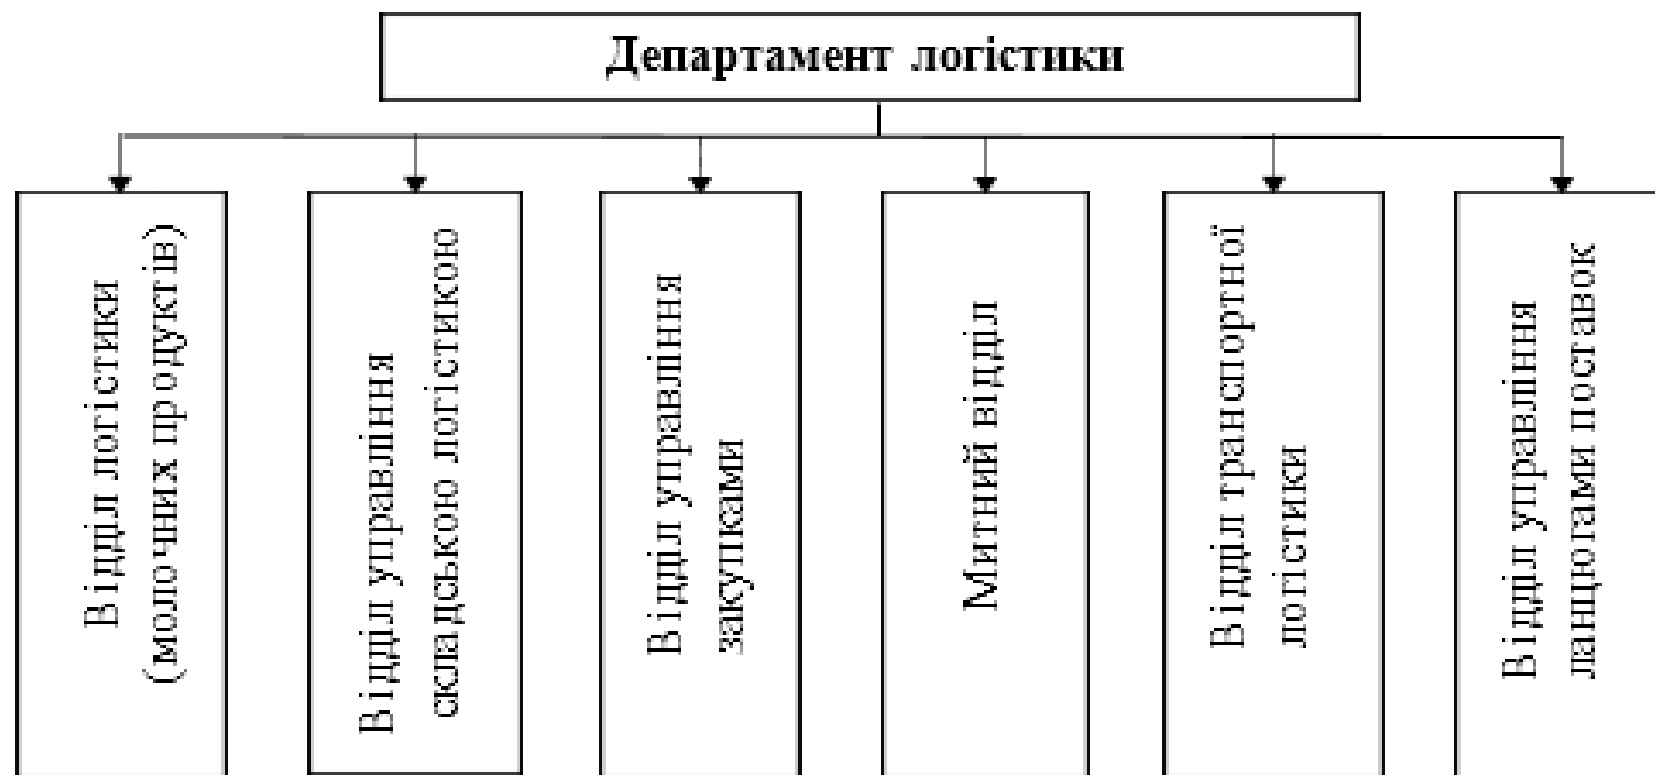 Департамент логістики
Відділ логістики
(молочних продуктів)
Відділ управління
складською логістикою
Відділ управління
закупками
Митний відділ
Відділ транспортної
логістики
Відділ управління
ланцюгами поставок